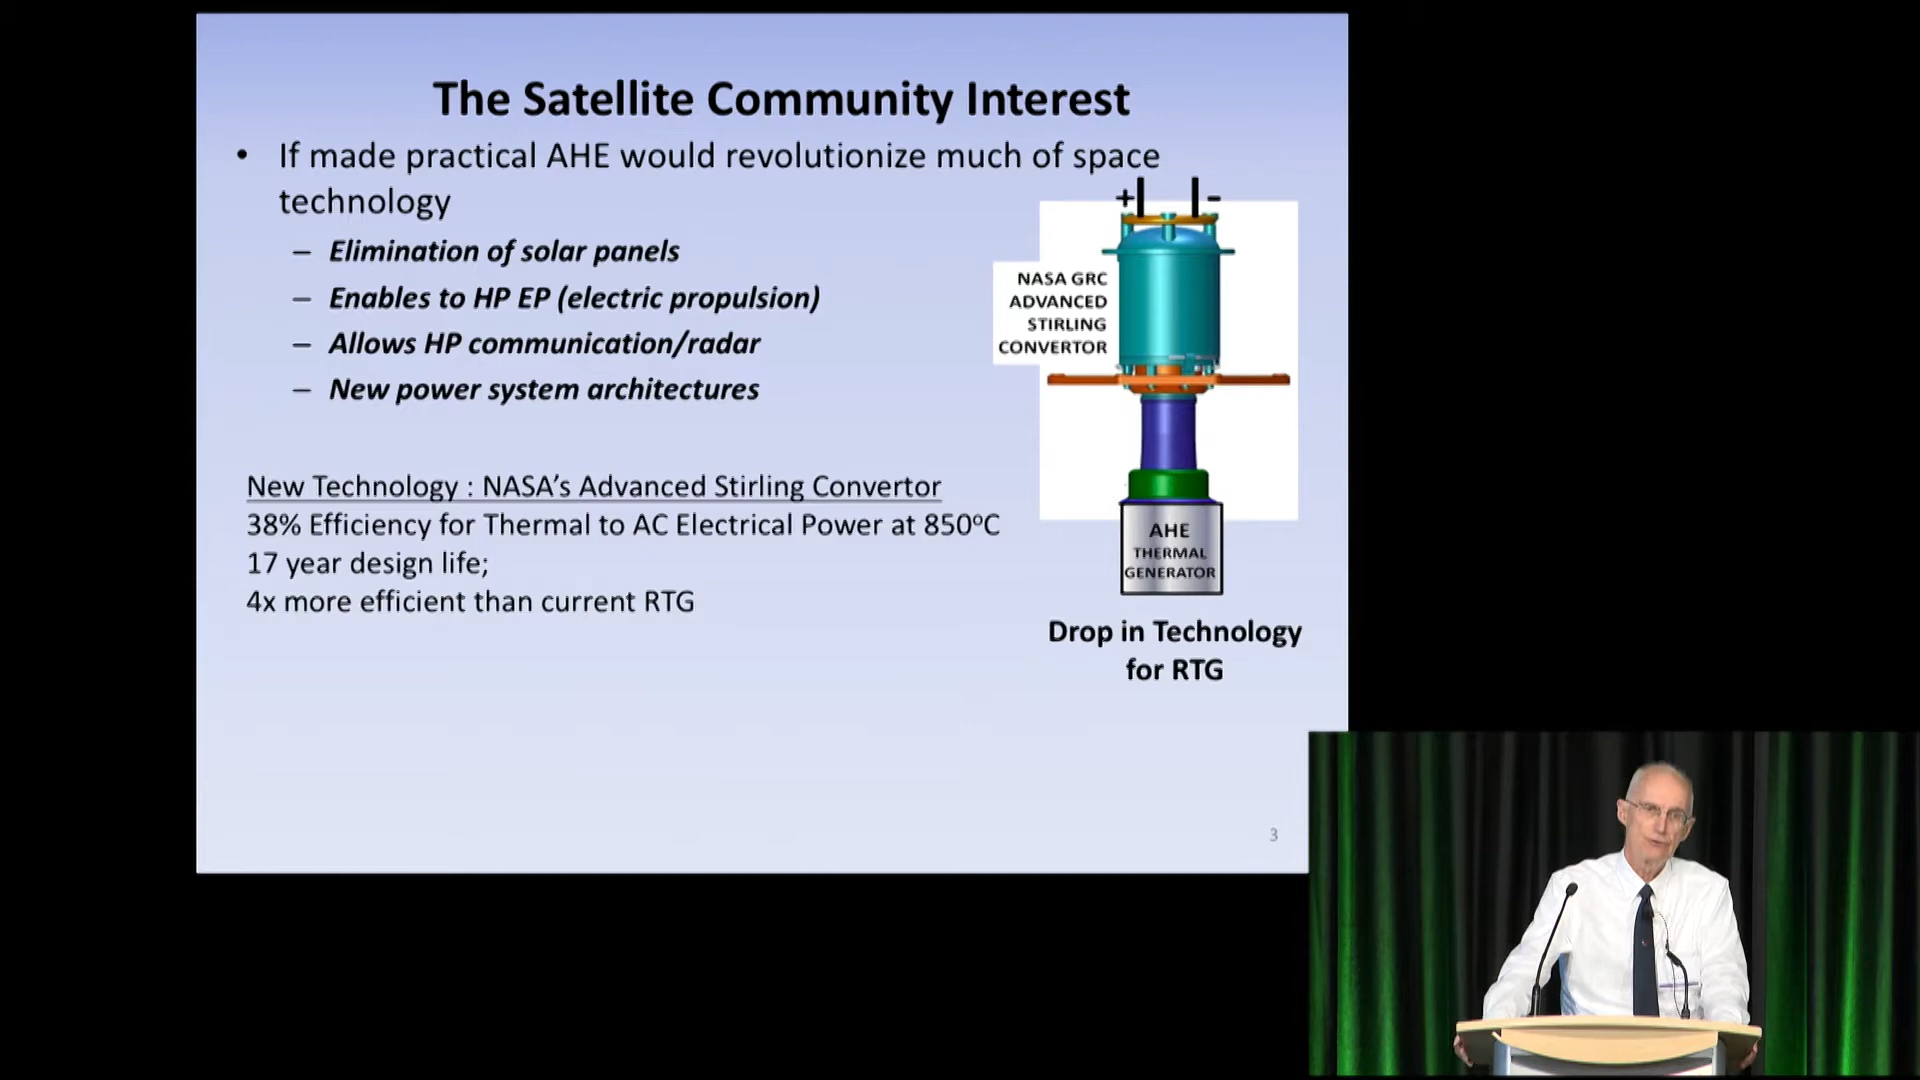 The Satellite Community Interest
• If made practical AHE would revolutionize much of space
technology
– Elimination of solar panels
– Enables to HP EP (electric propulsion)
– Allows HP communication/radar
– New power system architectures
New Technology : NASA's Advanced Stirling Convertor
38% Efficiency for Thermal to AC Electrical Power at 850ºC
17 year design life;
4x more efficient than current RTG
+ -
NASA GRC
ADVANCED
STIRLING
CONVERTOR
AHE
THERMAL
GENERATOR
Drop in Technology
for RTG
3